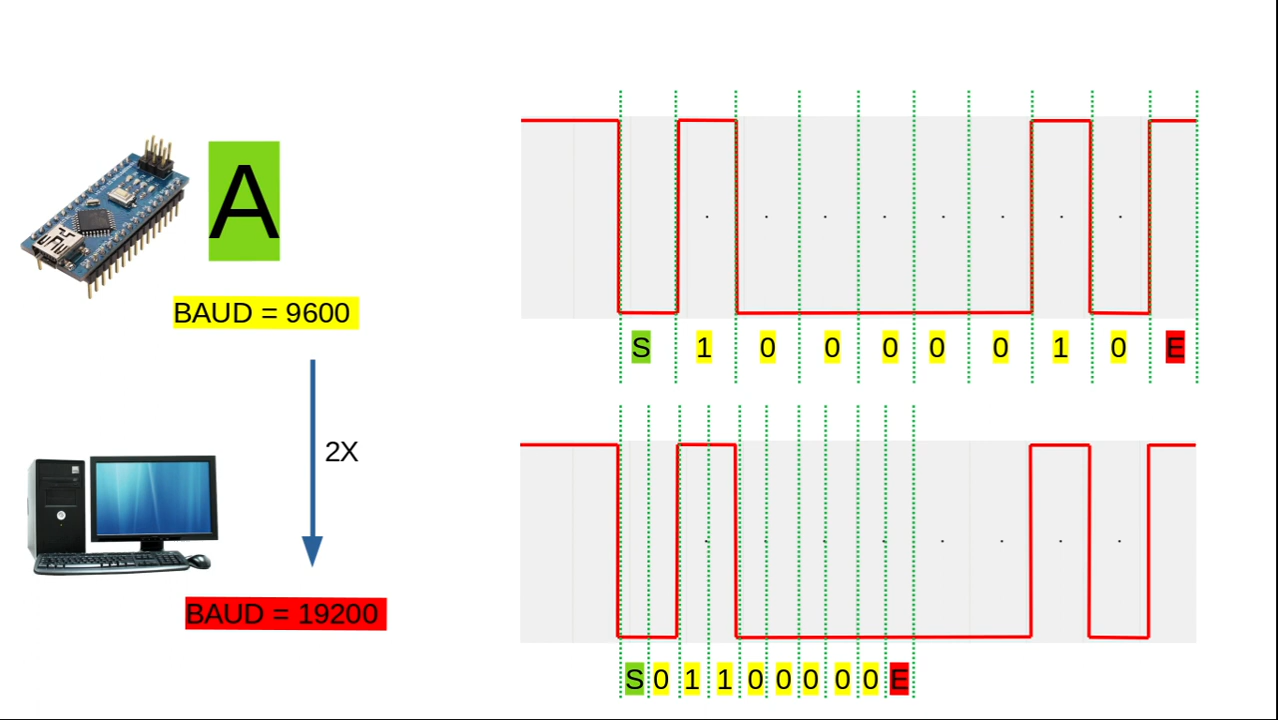 A
BAUD = 9600
S 1 0 0 0 0 0 1 0 E
2X
BAUD = 19200
S 0 1 1 0 0 0 0 0 E